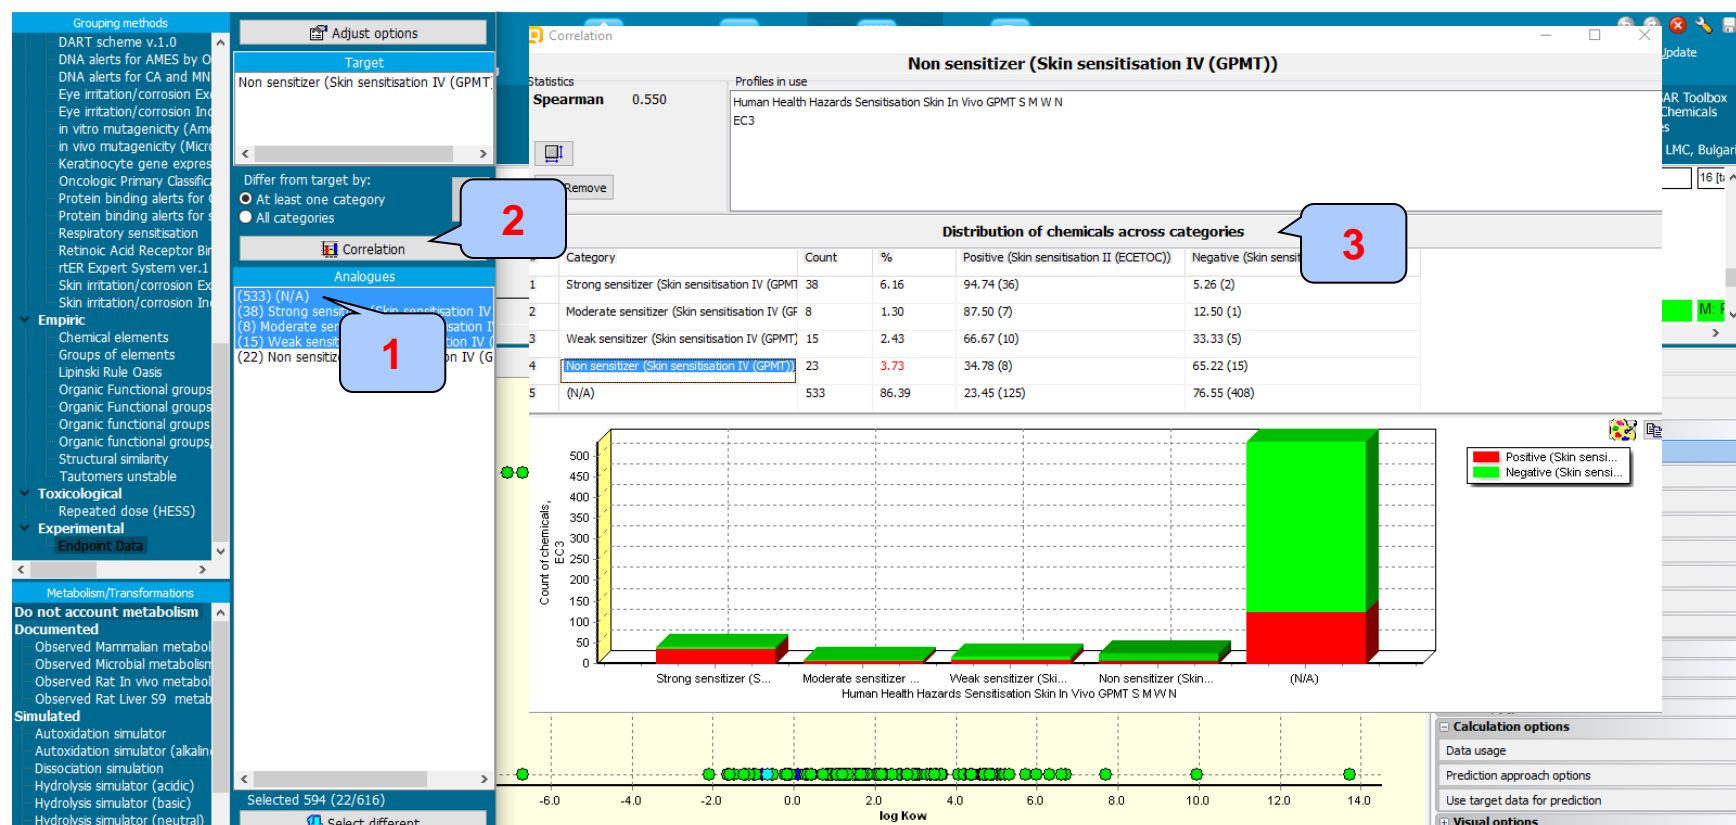 Grouping methods
DART scheme v.1.0
DNA alerts for AMES by O
DNA alerts for CA and MN
Eye irritation/corrosion Ex
Eye irritation/corrosion Inc
in vitro mutagenicity (Ame
in vivo mutagenicity (Micro
Keratinocyte gene expres
Oncologic Primary Classific
Protein binding alerts for
Protein binding alerts for s
Respiratory sensitisation
Retinoic Acid Receptor Bin
rtER Expert System ver.1
Skin irritation/corrosion Ex
Skin irritation/corrosion In
Empiric
Chemical elements
Groups of elements
Lipinski Rule Oasis
Organic Functional groups
Organic Functional groups
Organic functional groups
Organic functional groups,
Structural similarity
Tautomers unstable
Toxicological
Repeated dose (HESS)
Experimental
Endpoint Data
Metabolism/Transformations
Do not account metabolism
Documented
Observed Mammalian metabol
Observed Microbial metabolism
Observed Rat In vivo metabol
Observed Rat Liver S9 metab
Simulated
Autoxidation simulator
Autoxidation simulator (alkaline
Dissociation simulation
Hydrolysis simulator (acidic)
Hydrolysis simulator (basic)
Hydrolysis simulator (neutral)
Adjust options
Target
Non sensitizer (Skin sensitisation IV (GPMT)
Differ from target by:
At least one category
All categories
Correlation
Analogues
(533) (N/A)
(38) Strong sensitizer (Skin sensitisation IV
(8) Moderate sen sation I
(15) Weak sensit tion IV (
(22) Non sensitiz on IV (G
Selected 594 (22/616)
Select different
1
2
3
Correlation
Non sensitizer (Skin sensitisation IV (GPMT))
Statistics
Spearman 0.550
Remove
Profiles in use
Human Health Hazards Sensitisation Skin In Vivo GPMT S M W N
EC3
Distribution of chemicals across categories
# Category Count % Positive (Skin sensitisation II (ECETOC)) Negative (Skin sensit
1 Strong sensitizer (Skin sensitisation IV (GPMT 38 6.16 94.74 (36) 5.26 (2)
2 Moderate sensitizer (Skin sensitisation IV (GP 8 1.30 87.50 (7) 12.50 (1)
3 Weak sensitizer (Skin sensitisation IV (GPMT) 15 2.43 66.67 (10) 33.33 (5)
4 Non sensitizer (Skin sensitisation IV (GPMT)) 23 3.73 34.78 (8) 65.22 (15)
5 (N/A) 533 86.39 23.45 (125) 76.55 (408)
Count of chemicals,
EC3
500
450
400
350
300
250
200
150
100
50
0
Strong sensitizer (S... Moderate sensitizer ... Weak sensitizer (Ski... Non sensitizer (Skin... (N/A)
Human Health Hazards Sensitisation Skin In Vivo GPMT S M W N
Positive (Skin sensi...
Negative (Skin sensi...
-6.0 -4.0 -2.0 0.0 2.0 4.0 6.0 8.0 10.0 12.0 14.0
log Kow
Update
AR Toolbox
Chemicals
es
LMC, Bulgari
16 [t
M: F
Calculation options
Data usage
Prediction approach options
Use target data for prediction
Visual options